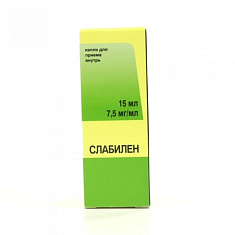 капли для
приема
внутрь
15 мл
7,5 мг/мл
СЛАБИЛЕН